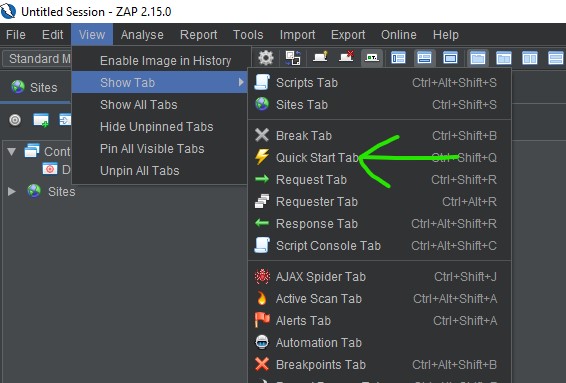 Untitled Session - ZAP 2.15.0
File Edit View Analyse Report Tools Import Export Online Help
Standard M
Enable Image in History
Show Tab
Show All Tabs
Hide Unpinned Tabs
Pin All Visible Tabs
Unpin All Tabs
Sites
Cont
D
Sites
Scripts Tab Ctrl+Alt+Shift+S
Sites Tab Ctrl+Shift+S
Break Tab Ctrl+Shift+B
Quick Start Tab Ctrl+Shift+Q
Request Tab Ctrl+Shift+R
Requester Tab Ctrl+Alt+R
Response Tab Ctrl+Alt+Shift+R
Script Console Tab Ctrl+Alt+Shift+C
AJAX Spider Tab Ctrl+Shift+J
Active Scan Tab Ctrl+Alt+Shift+A
Alerts Tab Ctrl+Shift+A
Automation Tab
Breakpoints Tab Ctrl+Alt+Shift+B